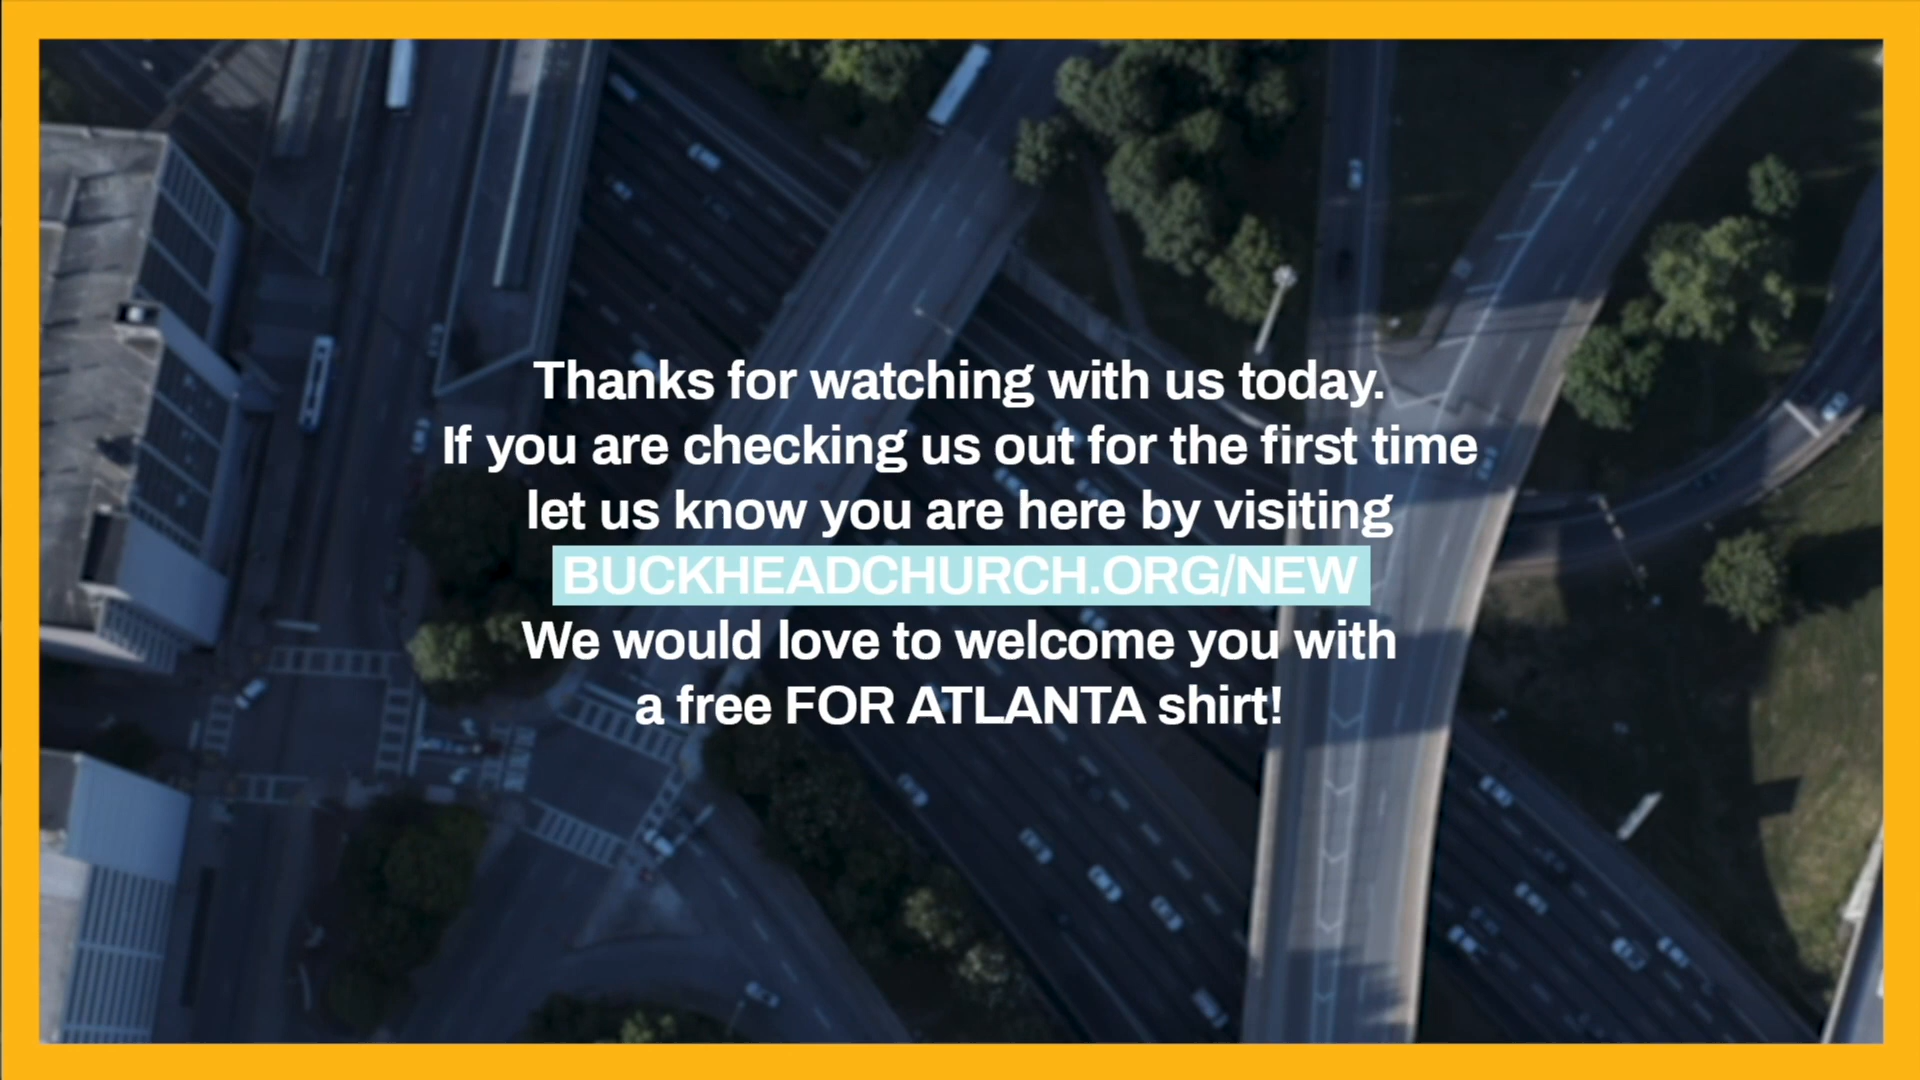 Thanks for watching with us today.
If you are checking us out for the first time
let us know you are here by visiting
BUCKHEADCHURCH.ORG/NEW
We would love to welcome you with
a free FOR ATLANTA shirt!